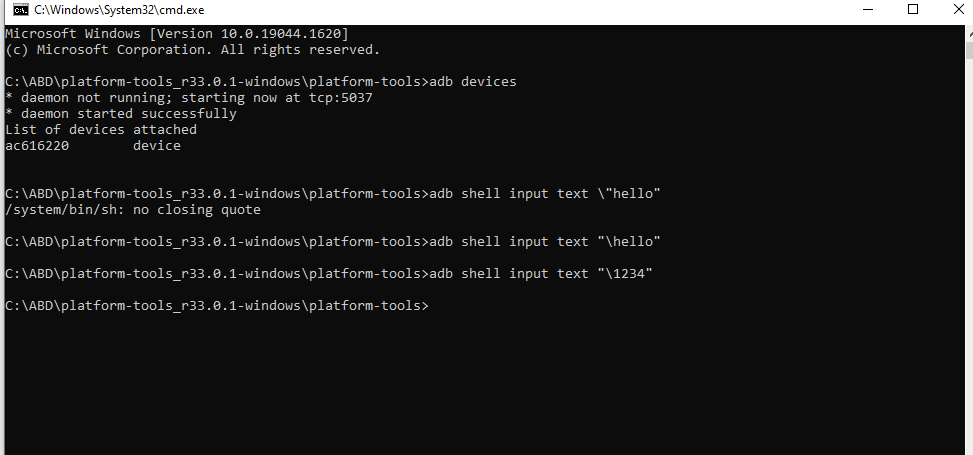 C:\Windows\System32\cmd.exe
Microsoft Windows [Version 10.0.19044.1620]
(c) Microsoft Corporation. All rights reserved.
C:\ABD\platform-tools_r33.0.1-windows\platform-tools>adb devices
* daemon not running; starting now at tcp:5037
* daemon started successfully
List of devices attached
ac616220        device
C:\ABD\platform-tools_r33.0.1-windows\platform-tools>adb shell input text \"hello"
/system/bin/sh: no closing quote
C:\ABD\platform-tools_r33.0.1-windows\platform-tools>adb shell input text "\hello"
C:\ABD\platform-tools_r33.0.1-windows\platform-tools>adb shell input text "\1234"
C:\ABD\platform-tools_r33.0.1-windows\platform-tools>